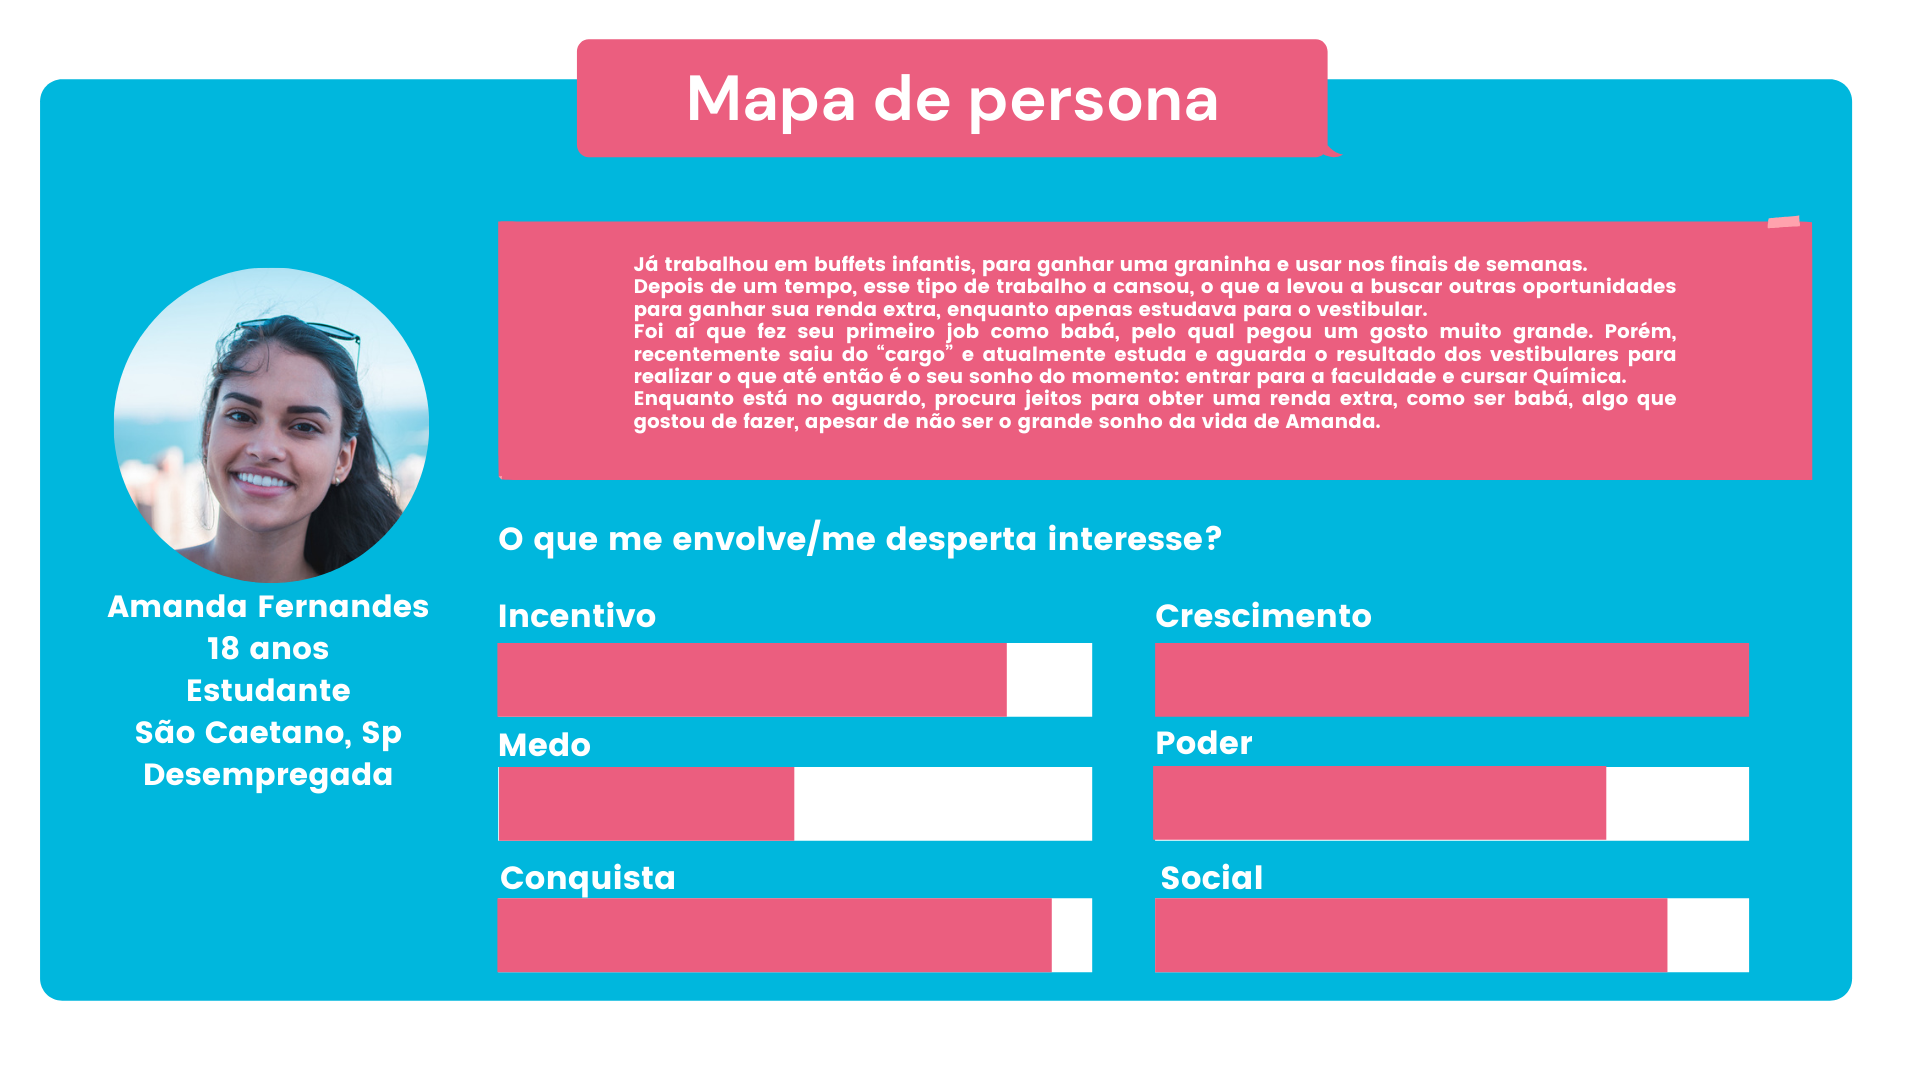 Mapa de persona
Já trabalhou em buffets infantis, para ganhar uma graninha e usar nos finais de semanas.
Depois de um tempo, esse tipo de trabalho a cansou, o que a levou a buscar outras oportunidades
para ganhar sua renda extra, enquanto apenas estudava para o vestibular.
Foi aí que fez seu primeiro job como babá, pelo qual pegou um gosto muito grande. Porém,
recentemente saiu do “cargo” e atualmente estuda e aguarda o resultado dos vestibulares para
realizar o que até então é o seu sonho do momento: entrar para a faculdade e cursar Química.
Enquanto está no aguardo, procura jeitos para obter uma renda extra, como ser babá, algo que
gostou de fazer, apesar de não ser o grande sonho da vida de Amanda.
Amanda Fernandes
18 anos
Estudante
São Caetano, Sp
Desempregada
O que me envolve/me desperta interesse?
Incentivo
Crescimento
Medo
Poder
Conquista
Social